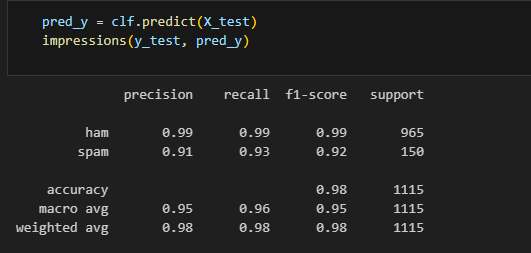 pred_y = clf.predict(X_test)
impressions(y_test, pred_y)
precision recall f1-score support
ham 0.99 0.99 0.99 965
spam 0.91 0.93 0.92 150
accuracy 0.98 1115
macro avg 0.95 0.96 0.95 1115
weighted avg 0.98 0.98 0.98 1115